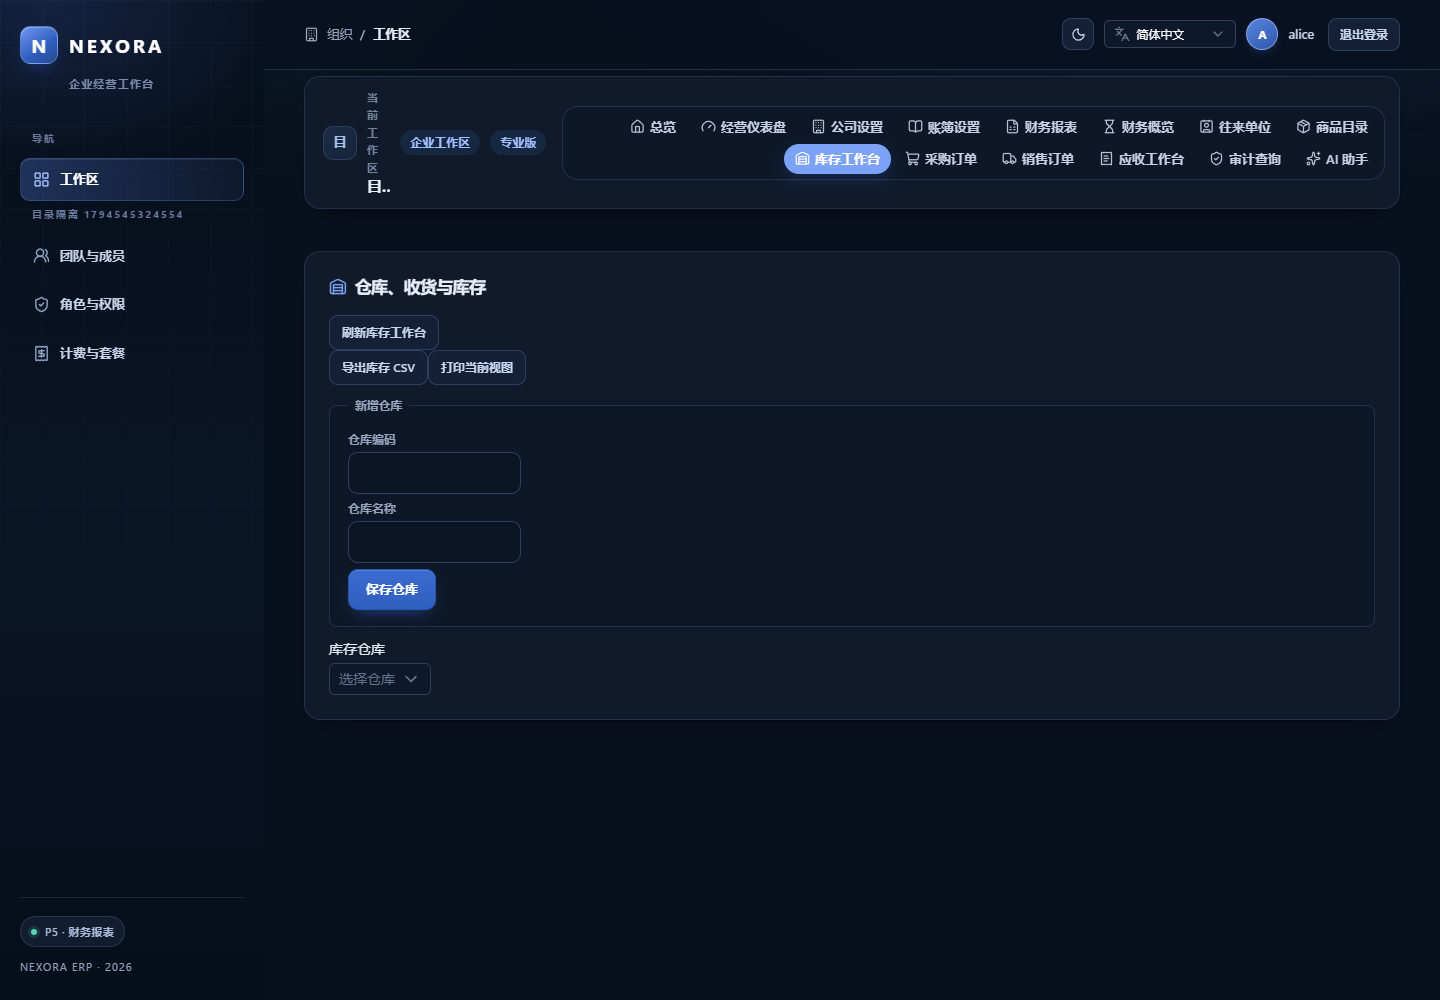 N NEXORA
企业经营工作台
导航
工作区
目录隔离 1794545324554
团队与成员
角色与权限
计费与套餐
P5 · 财务报表
NEXORA ERP · 2026
组织 / 工作区
简体中文
A
alice
退出登录
目
当前工作区
目..
企业工作区
专业版
总览
经营仪表盘
公司设置
账簿设置
财务报表
财务概览
往来单位
商品目录
库存工作台
采购订单
销售订单
应收工作台
审计查询
AI 助手
仓库、收货与库存
刷新库存工作台
导出库存 CSV
打印当前视图
新增仓库
仓库编码
仓库名称
保存仓库
库存仓库
选择仓库